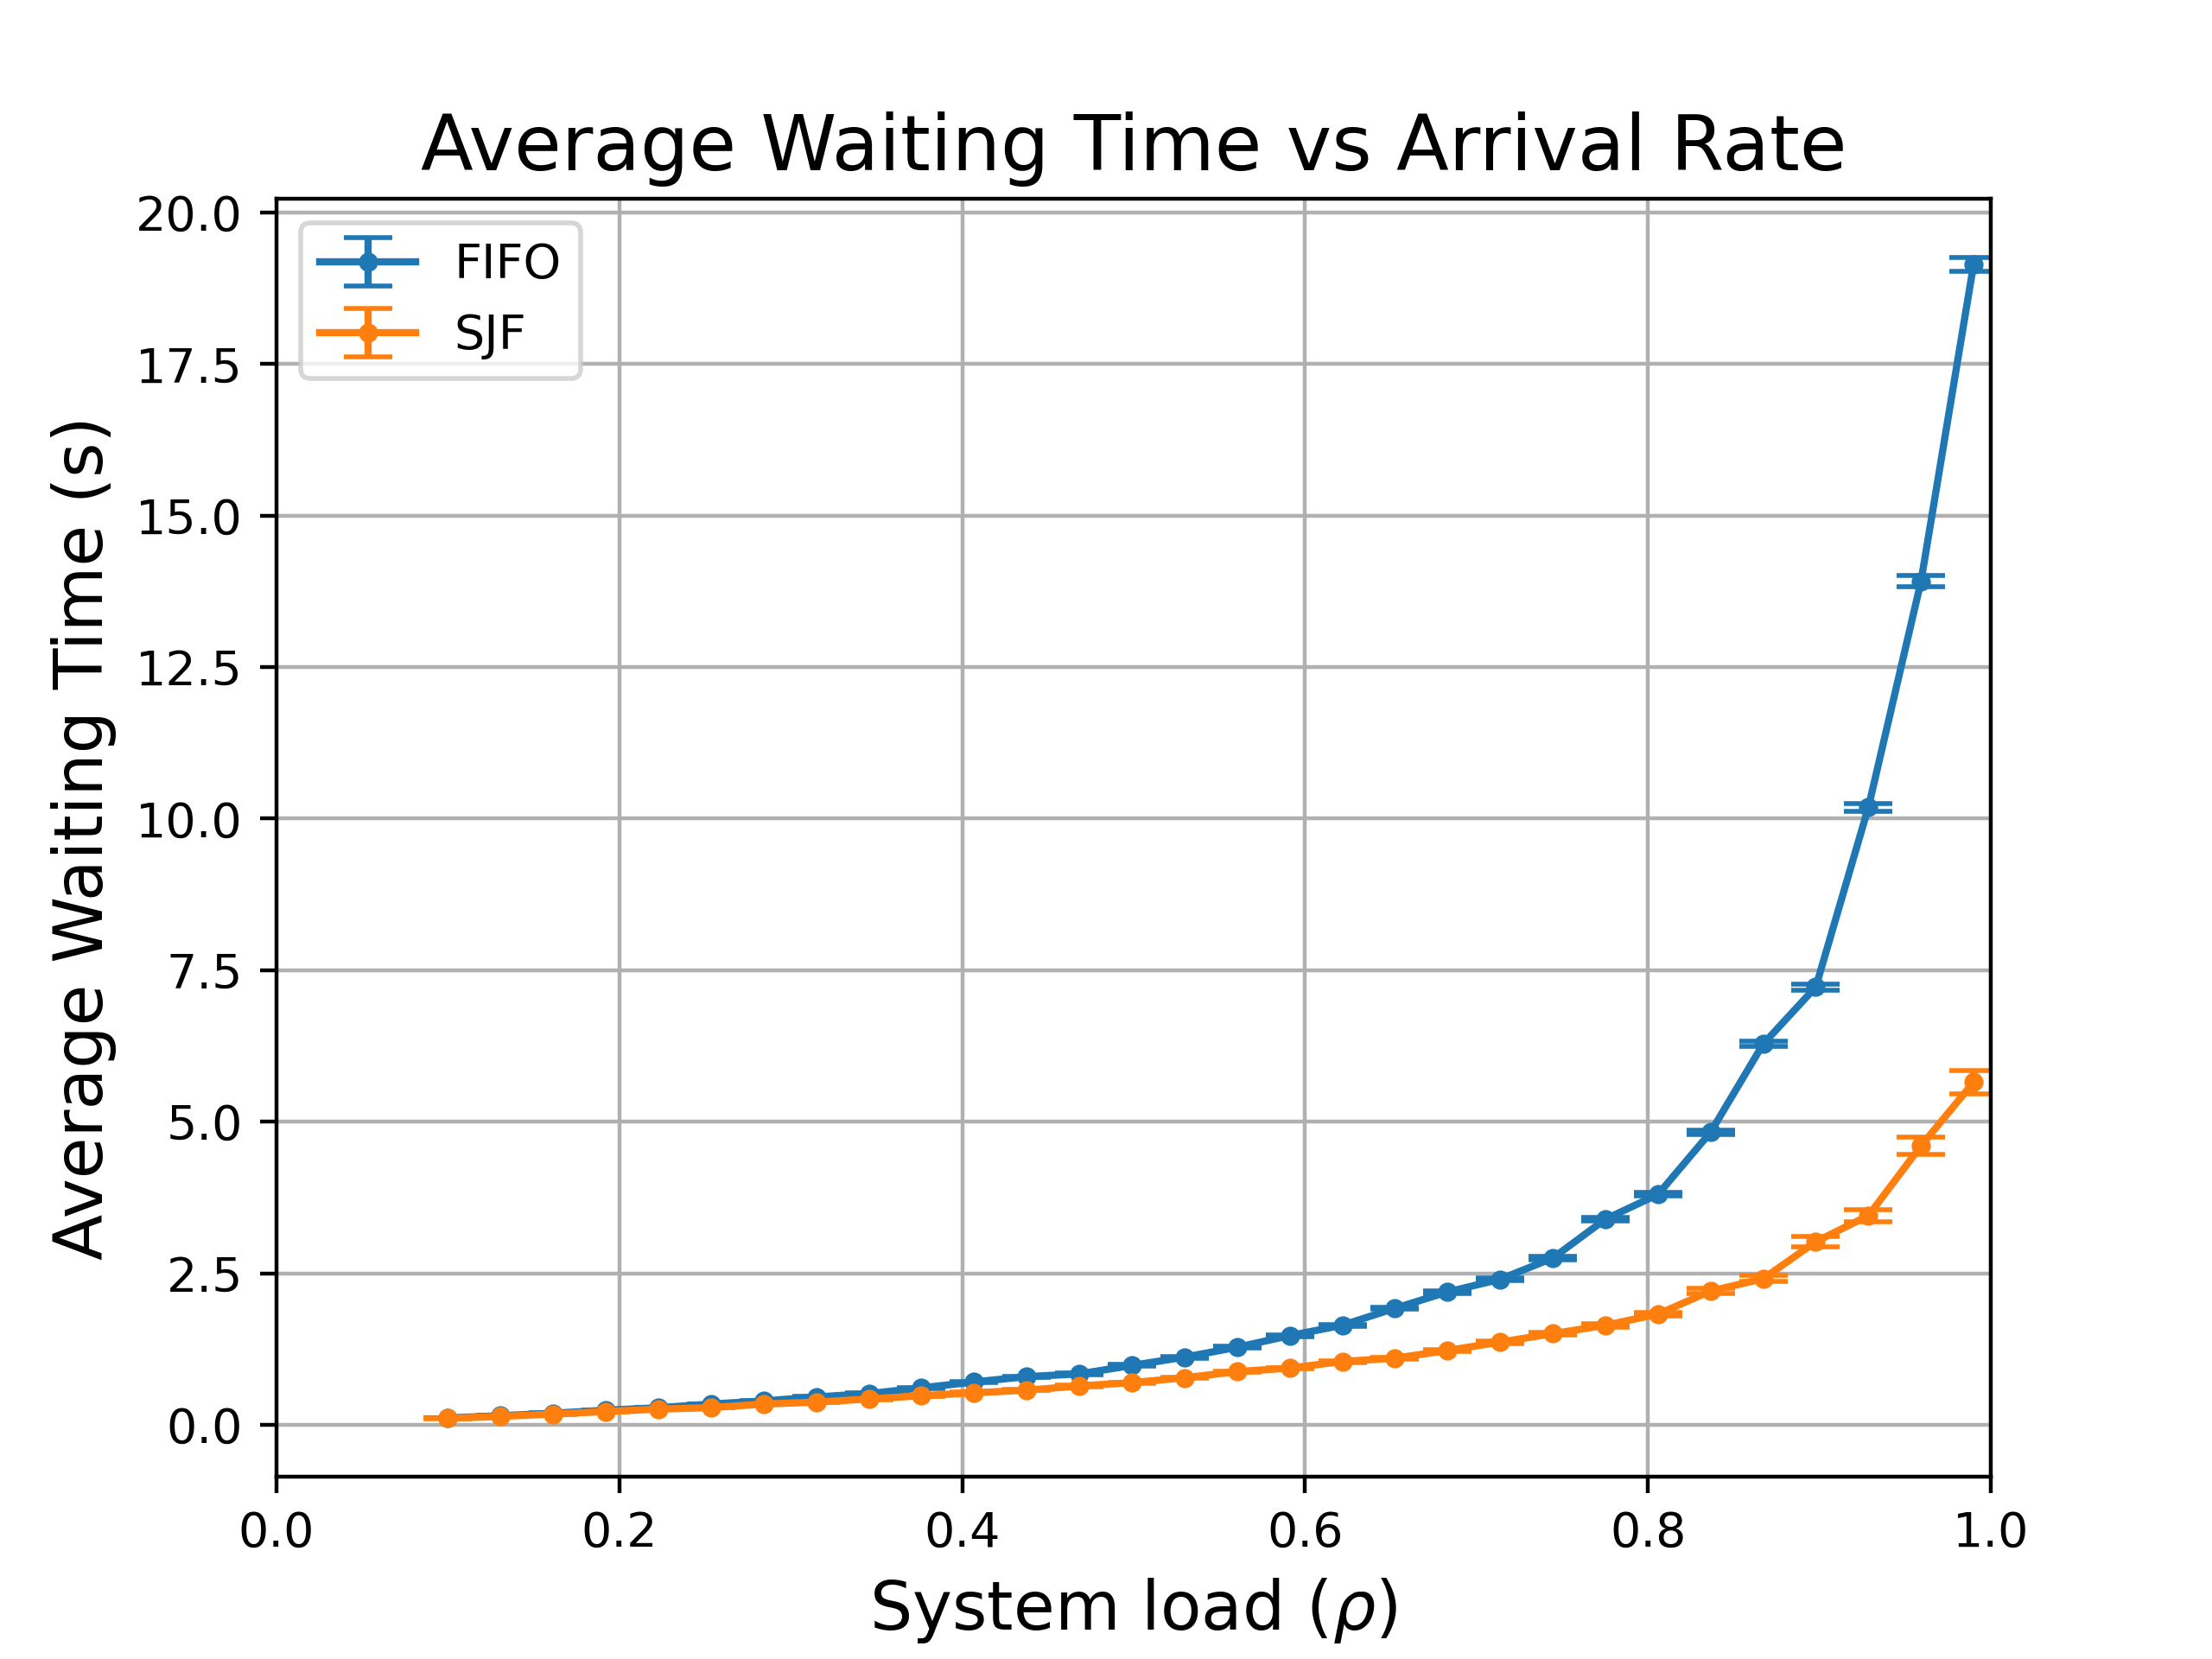 Average Waiting Time vs Arrival Rate
FIFO
SJF
Average Waiting Time (s)
20.0
17.5
15.0
12.5
10.0
7.5
5.0
2.5
0.0
0.0 0.2 0.4 0.6 0.8 1.0
System load (ρ)